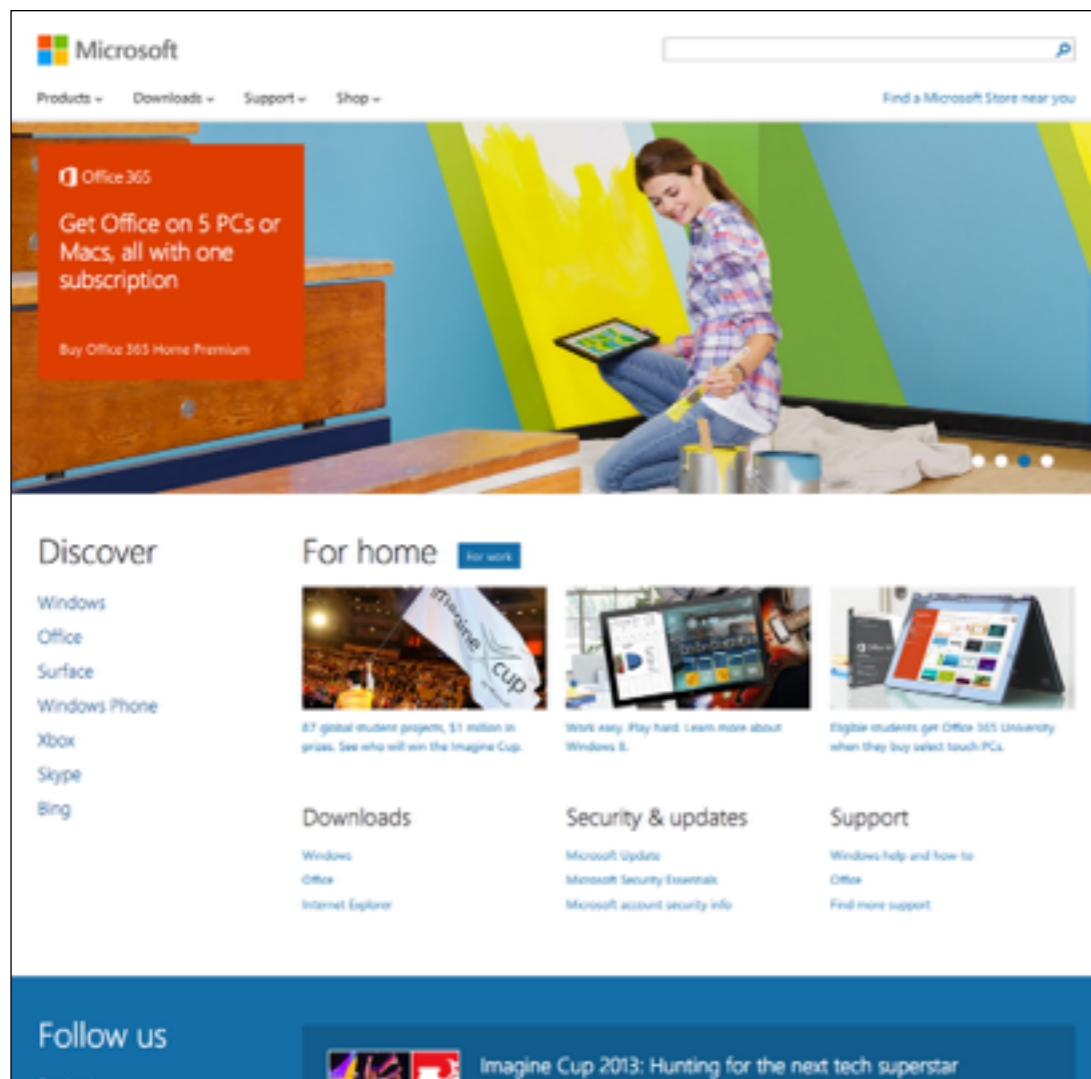 Microsoft
Products Downloads Support Shop
Find a Microsoft Store near you
Office 365
Get Office on 5 PCs or
Macs, all with one
subscription
Buy Office 365 Home Premium
Discover
Windows
Office
Surface
Windows Phone
Xbox
Skype
Bing
For home
For work
imagine
cup
87 global student projects, $1 million in
prizes. See who will win the Imagine Cup.
Work easy. Play hard. Learn more about
Windows 8.
Eligible students get Office 365 University
when they buy select touch PCs.
Downloads
Windows
Office
Internet Explorer
Security & updates
Microsoft Update
Microsoft Security Essentials
Microsoft account security info
Support
Windows help and how-to
Office
Find more support
Follow us
Imagine Cup 2013: Hunting for the next tech superstar